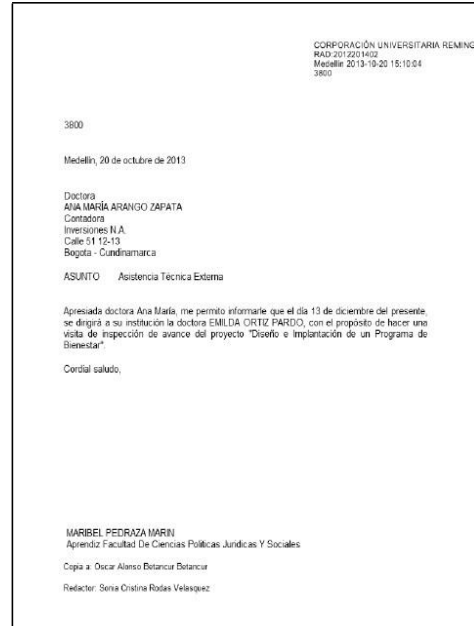 CORPORACIÓN UNIVERSITARIA REMING
RAD:2012201402
Medellin 2013-10-20 15:10:04
3800
3800
Medellín, 20 de octubre de 2013
Doctora
ANA MARÍA ARANGO ZAPATA
Contadora
Inversiones N.A.
Calle 51 12-13
Bogota - Cundinamarca
ASUNTO Asistencia Técnica Externa
Apresiada doctora Ana María, me permito informarle que el día 13 de diciembre del presente,
se dirigirá a su institución la doctora EMILDA ORTIZ PARDO, con el propósito de hacer una
visita de inspección de avance del proyecto "Diseño e Implantación de un Programa de
Bienestar".
Cordial saludo,
MARIBEL PEDRAZA MARIN
Aprendiz Facultad De Ciencias Politicas Juridicas Y Sociales
Copia a: Oscar Alonso Betancur Betancur
Redactor: Sonia Cristina Rodas Velasquez